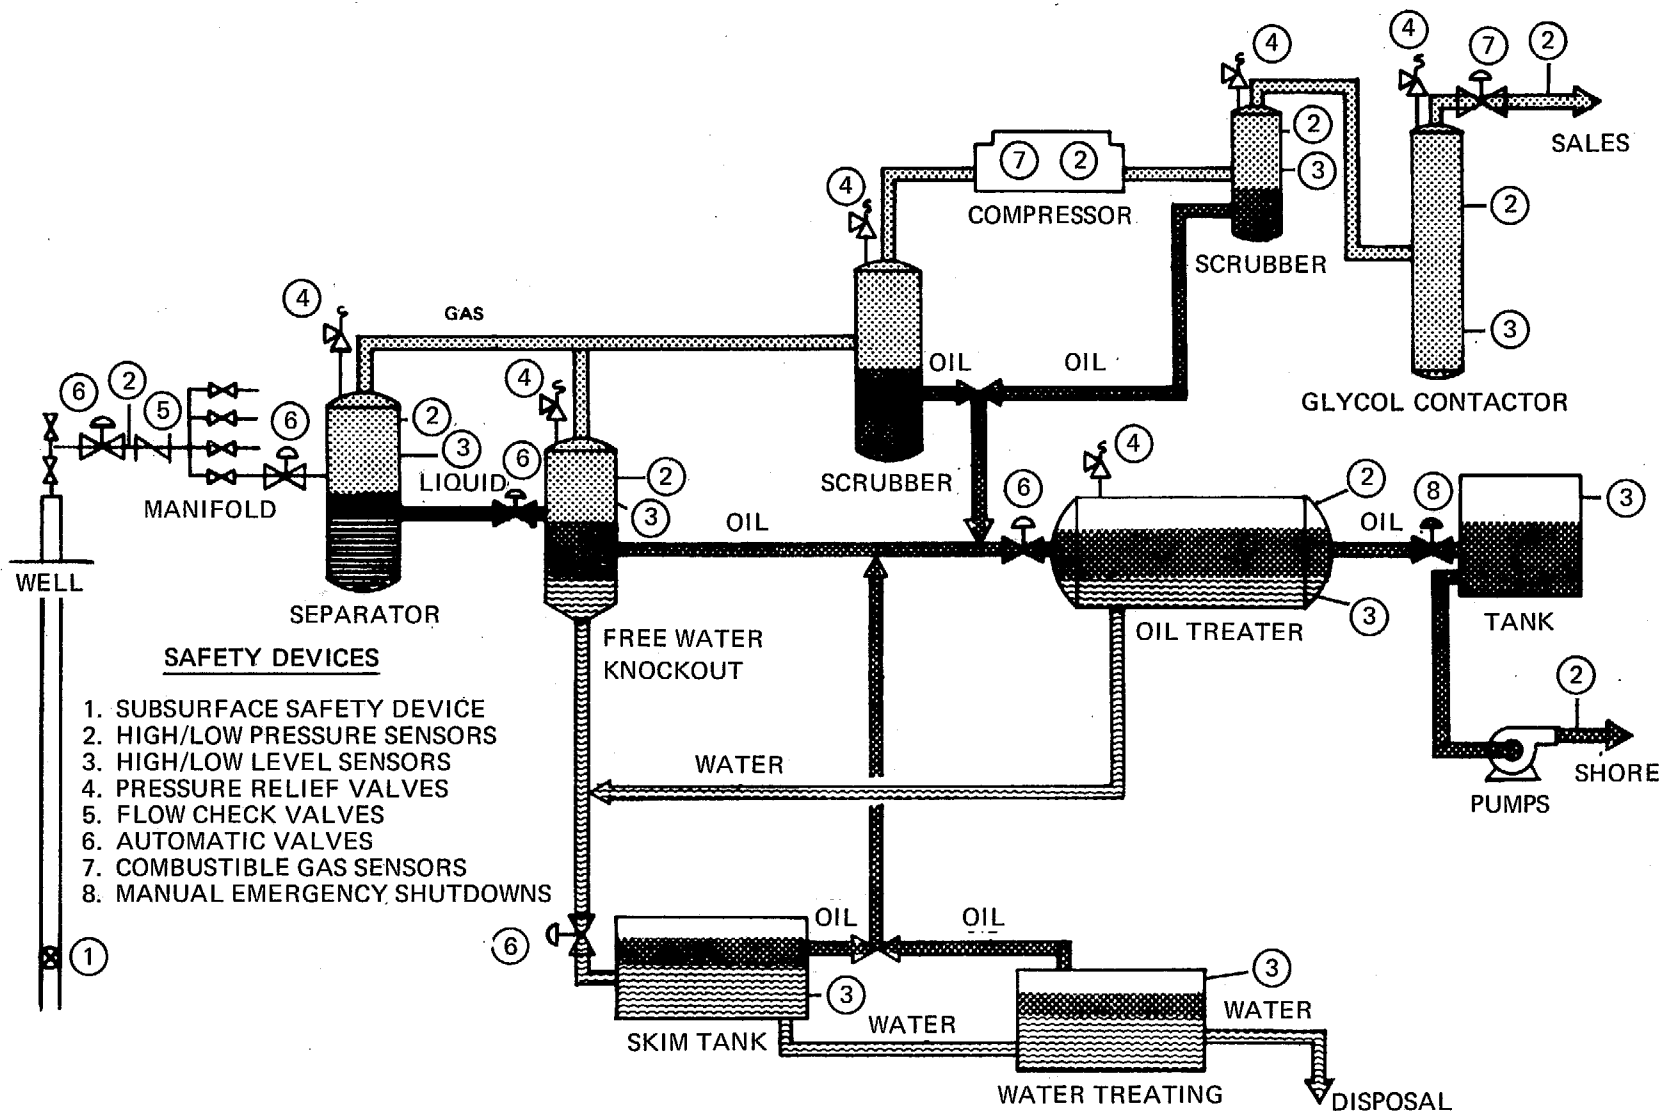 4
4
7
2
SALES
2
3
7
2
COMPRESSOR
4
SCRUBBER
2
3
GLYCOL CONTACTOR
4
GAS
4
6
2
5
6
2
3
LIQUID
MANIFOLD
6
2
3
OIL
OIL
SCRUBBER
4
6
2
8
3
OIL
OIL
WELL
SEPARATOR
FREE WATER
KNOCKOUT
3
OIL TREATER
TANK
2
SHORE
PUMPS
SAFETY DEVICES
1. SUBSURFACE SAFETY DEVICE
2. HIGH/LOW PRESSURE SENSORS
3. HIGH/LOW LEVEL SENSORS
4. PRESSURE RELIEF VALVES
5. FLOW CHECK VALVES
6. AUTOMATIC VALVES
7. COMBUSTIBLE GAS SENSORS
8. MANUAL EMERGENCY SHUTDOWNS
WATER
1
6
OIL
OIL
3
3
SKIM TANK
WATER
WATER
WATER TREATING
DISPOSAL